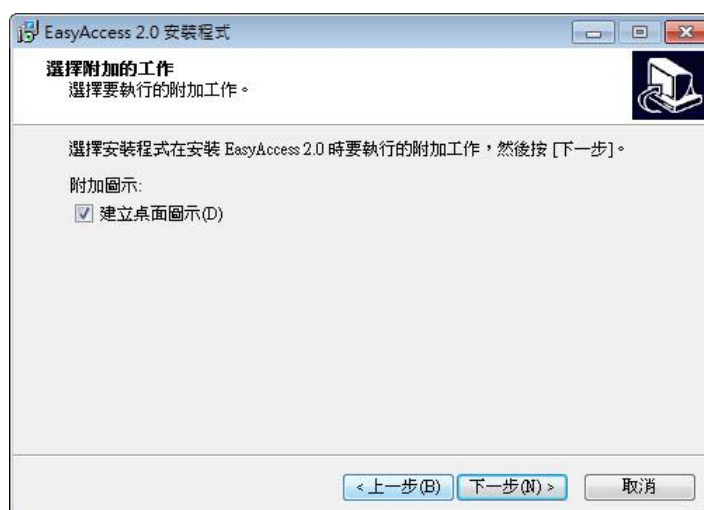 EasyAccess 2.0 安裝程式
選擇附加的工作
選擇要執行的附加工作。
選擇安裝程式在安裝 EasyAccess 2.0 時要執行的附加工作，然後按 [下一步]。
附加圖示:
建立桌面圖示(D)
< 上一步(B) 下一步(N) > 取消